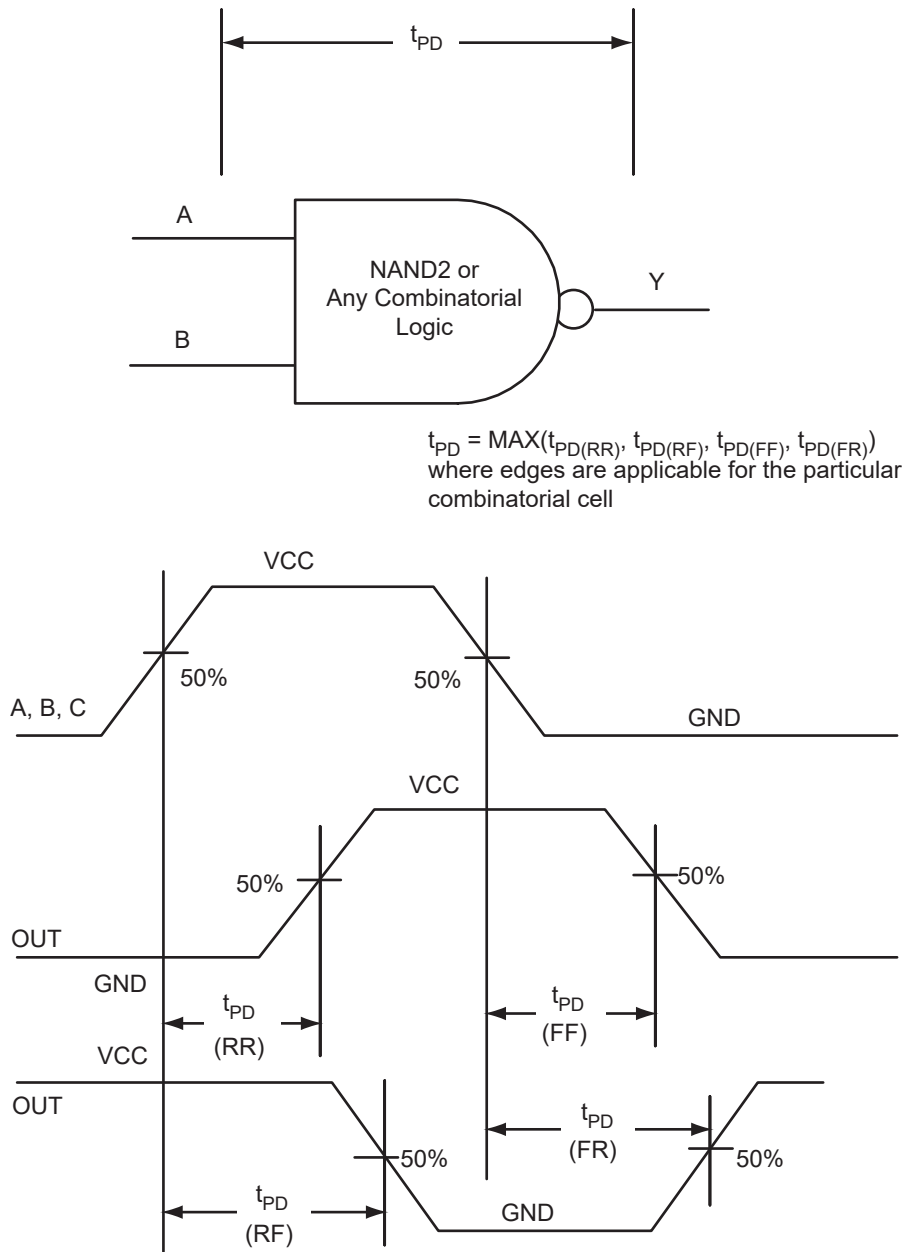 tPD
A
NAND2 or
Any Combinatorial
Logic
Y
B
tPD = MAX(tPD(RR), tPD(RF), tPD(FF), tPD(FR))
where edges are applicable for the particular
combinatorial cell
VCC
50%
50%
A, B, C
GND
VCC
50%
50%
OUT
GND
tPD
(RR)
tPD
(FF)
VCC
OUT
tPD
(FR)
50%
50%
tPD
(RF)
GND